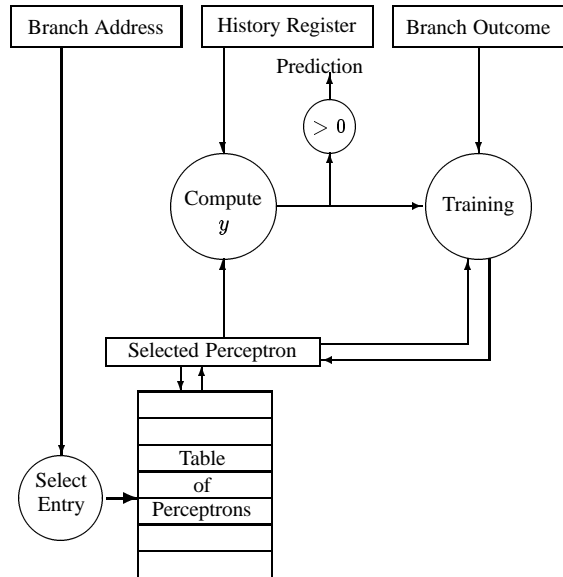 Branch Address
History Register
Branch Outcome
Prediction
> 0
Compute
y
Training
Selected Perceptron
Table
of
Perceptrons
Select
Entry